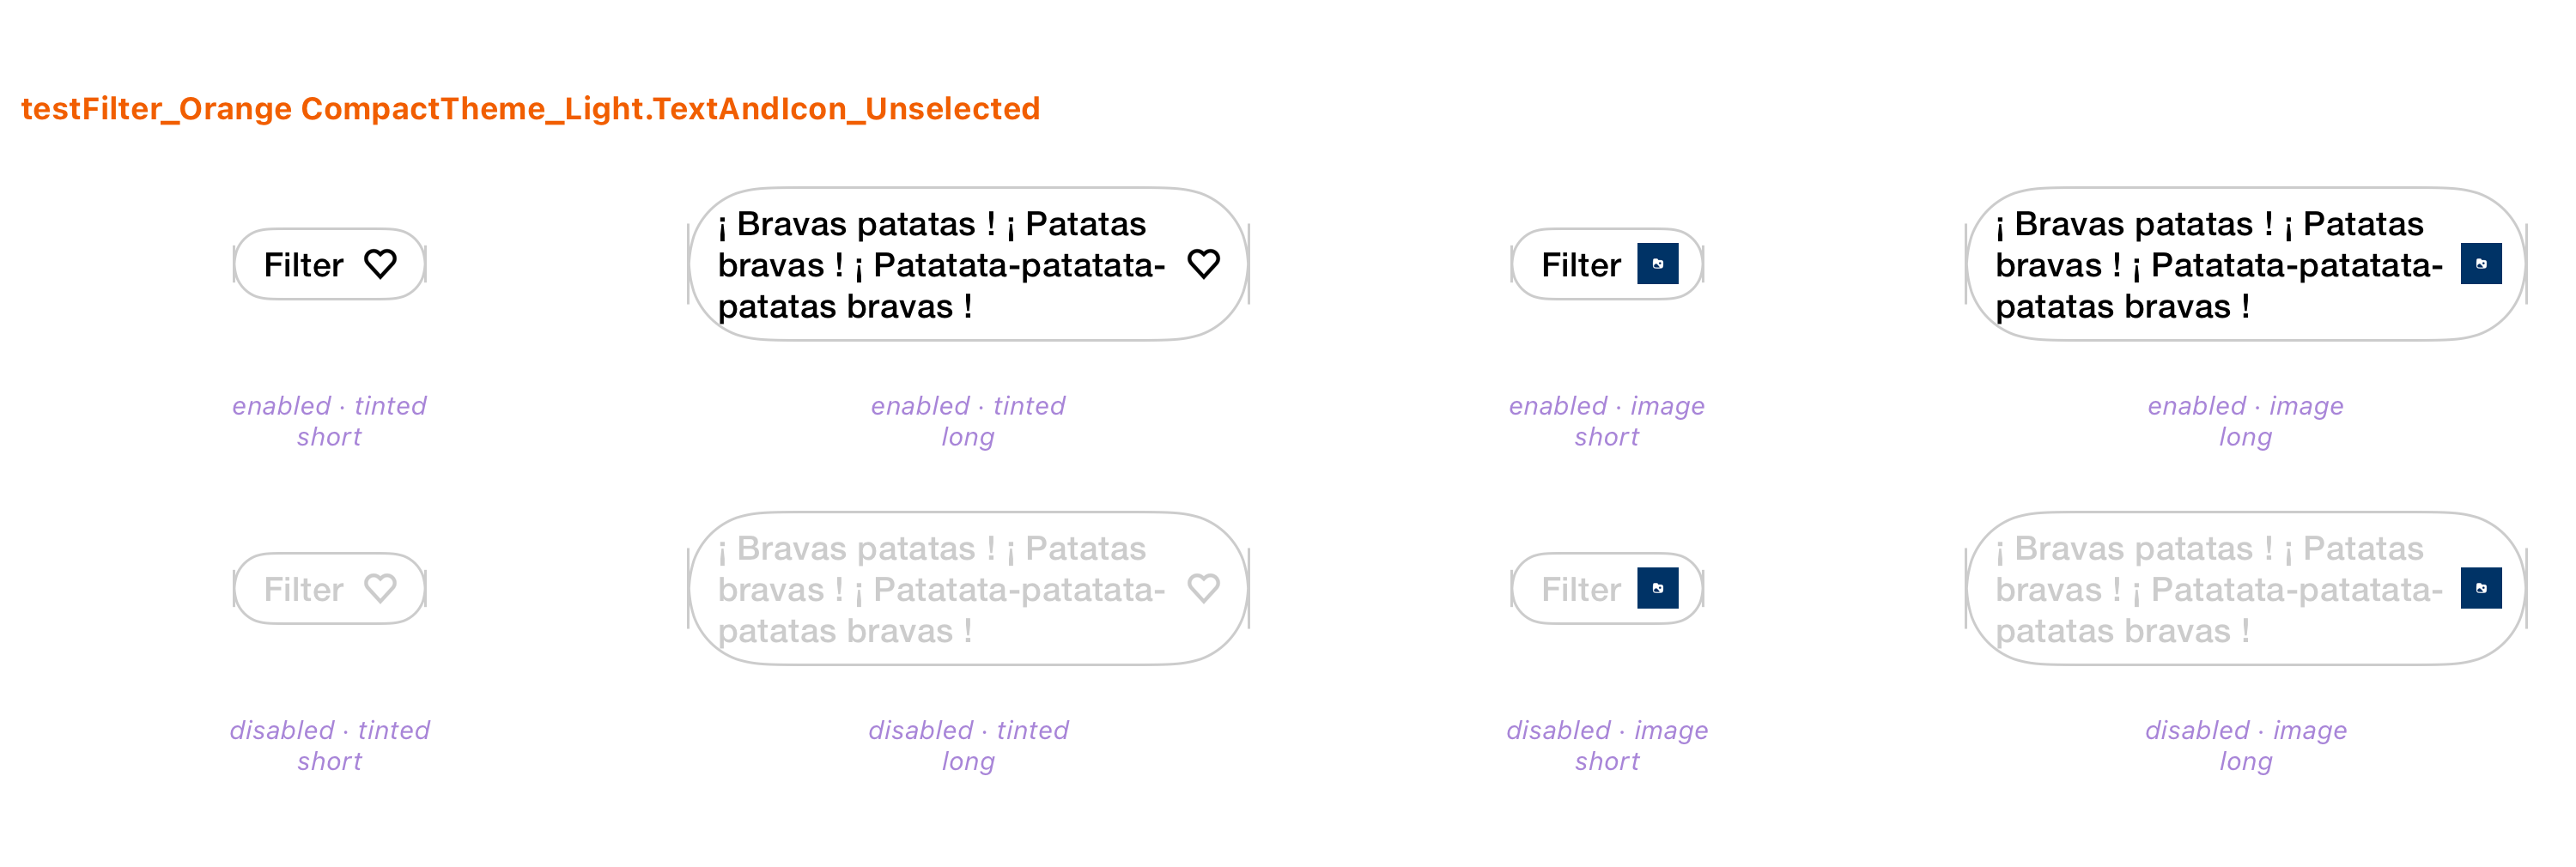 testFilter_Orange CompactTheme_Light.TextAndIcon_Unselected
Filter
¡ Bravas patatas ! ¡ Patatas
bravas ! ¡ Patatata-patatata-
patatas bravas !
Filter
¡ Bravas patatas ! ¡ Patatas
bravas ! ¡ Patatata-patatata-
patatas bravas !
enabled · tinted
short
enabled · tinted
long
enabled · image
short
enabled · image
long
Filter
¡ Bravas patatas ! ¡ Patatas
bravas ! ¡ Patatata-patatata-
patatas bravas !
Filter
¡ Bravas patatas ! ¡ Patatas
bravas ! ¡ Patatata-patatata-
patatas bravas !
disabled · tinted
short
disabled · tinted
long
disabled · image
short
disabled · image
long